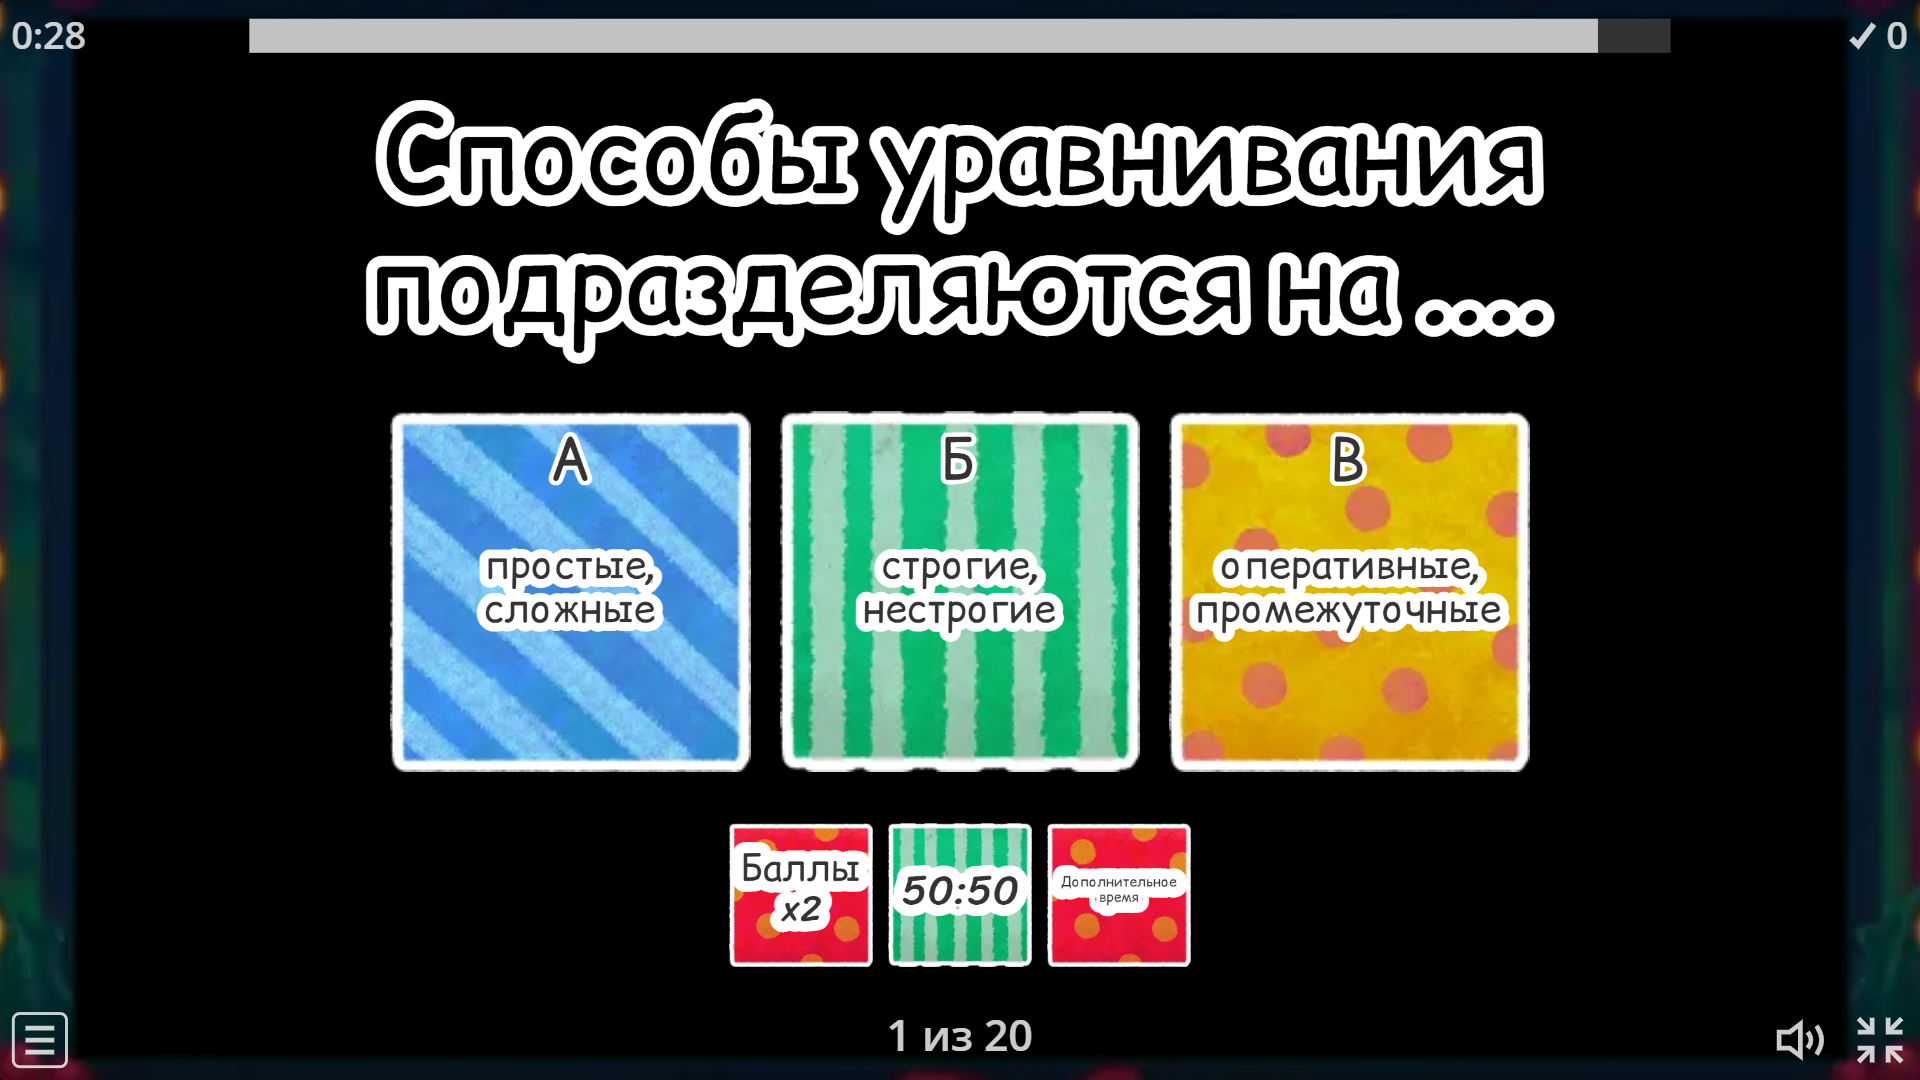 0:28
✓ 0
Способы уравнивания
подразделяются на ....
А
простые,
сложные
Б
строгие,
нестрогие
В
оперативные,
промежуточные
Баллы
x2
50:50
Дополнительное
время
1 из 20